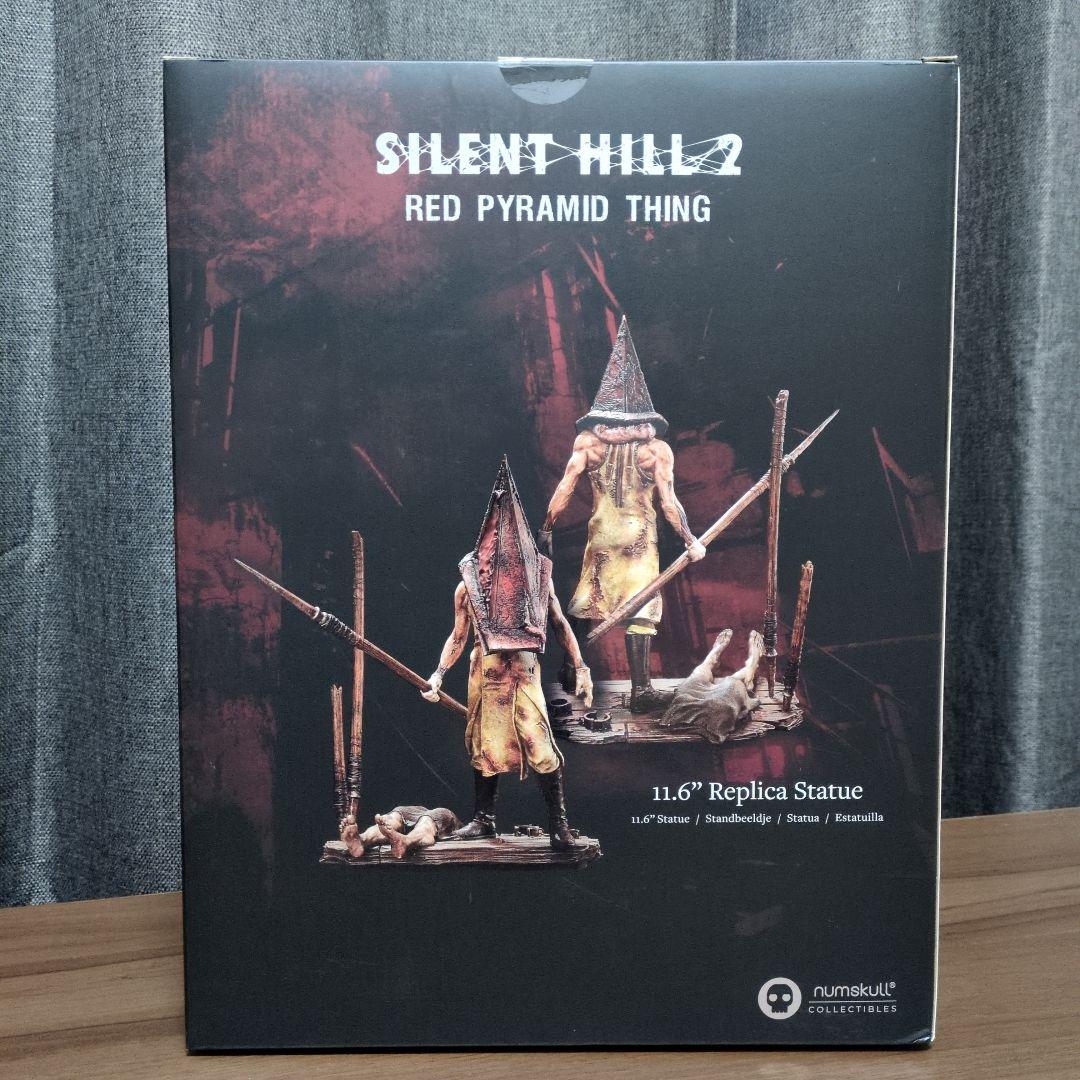 SILENT HILL 2
RED PYRAMID THING
11.6” Replica Statue
11.6” Statue / Standbeeldje / Statua / Estatuilla
numskull®
COLLECTIBLES